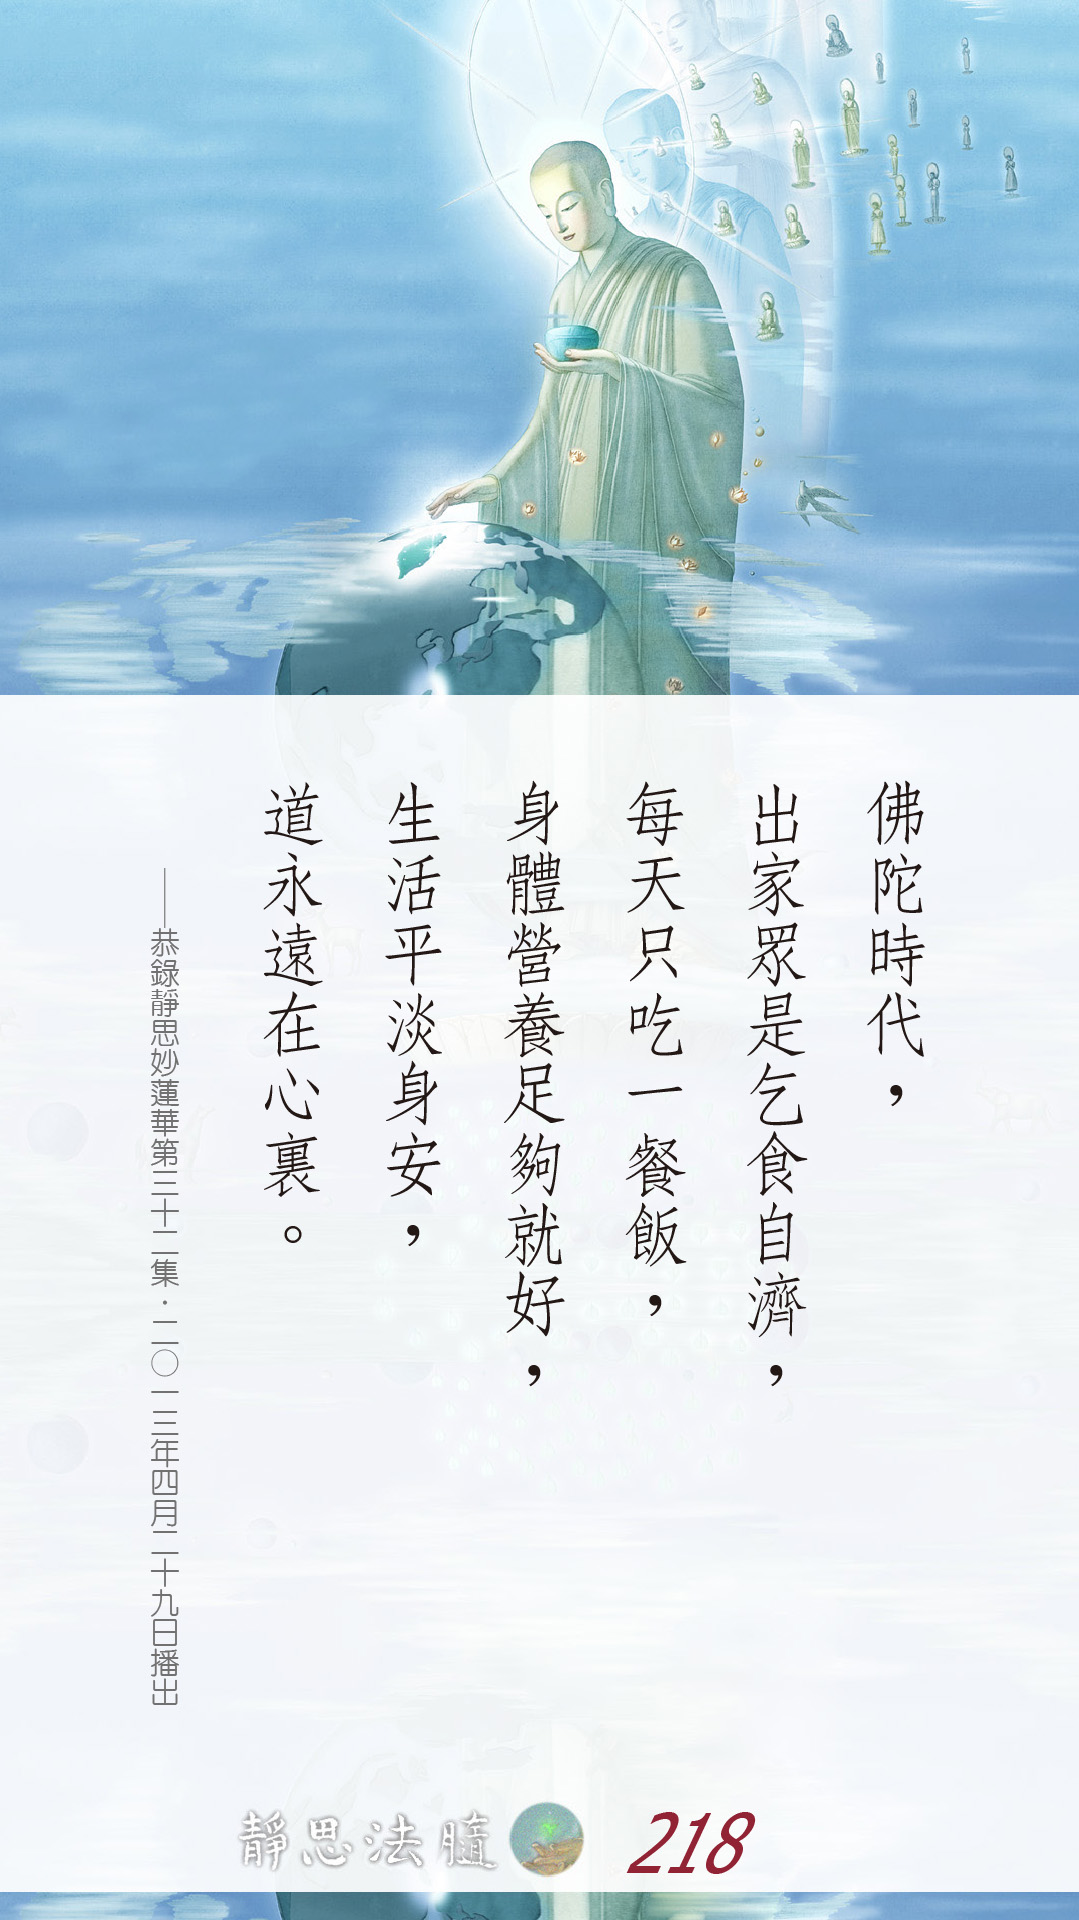 佛陀時代，
出家眾是乞食自濟，
每天只吃一餐飯，
身體營養足夠就好，
生活平淡身安，
道永遠在心裏。
——恭錄靜思妙蓮華第三十二集．二〇一三年四月二十九日播出
靜思法髓
218